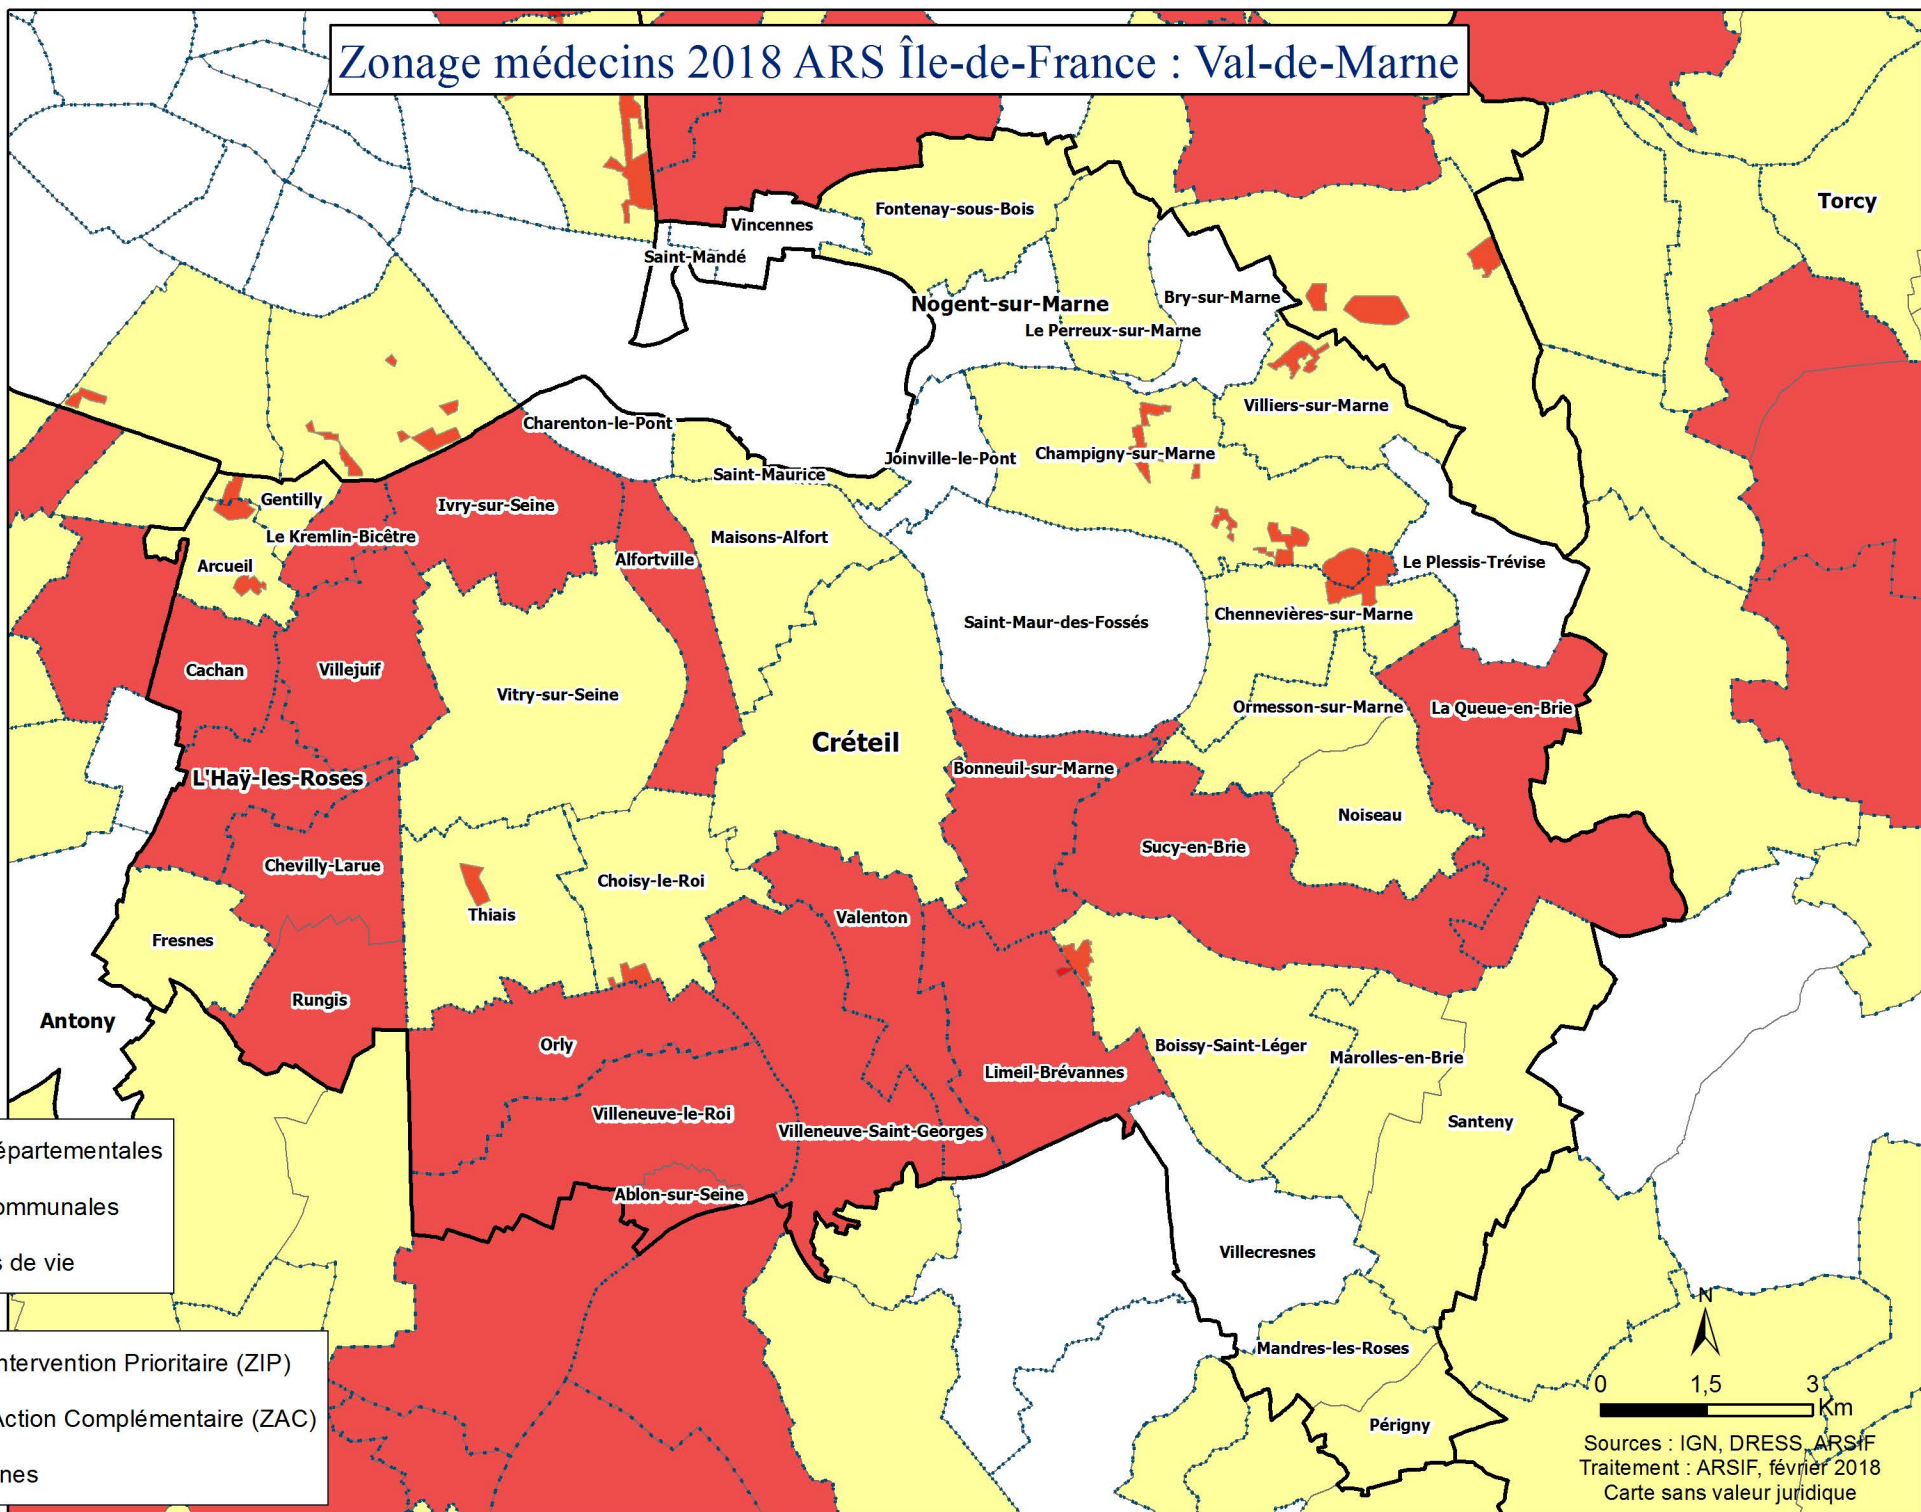 Zonage médecins 2018 ARS Île-de-France : Val-de-Marne
Torcy
Fontenay-sous-Bois
Vincennes
Saint-Mandé
Nogent-sur-Marne
Bry-sur-Marne
Le Perreux-sur-Marne
Villiers-sur-Marne
Charenton-le-Pont
Joinville-le-Pont
Champigny-sur-Marne
Saint-Maurice
Gentilly
Ivry-sur-Seine
Le Kremlin-Bicêtre
Maisons-Alfort
Alfortville
Arcueil
Le Plessis-Trévise
Chennevières-sur-Marne
Saint-Maur-des-Fossés
Cachan
Villejuif
Vitry-sur-Seine
Ormesson-sur-Marne
La Queue-en-Brie
Créteil
Bonneuil-sur-Marne
L'Haÿ-les-Roses
Noiseau
Sucy-en-Brie
Chevilly-Larue
Choisy-le-Roi
Thiais
Valenton
Fresnes
Rungis
Antony
Orly
Boissy-Saint-Léger
Marolles-en-Brie
Limeil-Brévannes
Villeneuve-le-Roi
Santeny
Villeneuve-Saint-Georges
Ablon-sur-Seine
Villecresnes
Mandres-les-Roses
Périgny
épartementales
ommunales
s de vie
ntervention Prioritaire (ZIP)
Action Complémentaire (ZAC)
nes
N
0 1,5 3
Km
Sources : IGN, DRESS, ARSIF
Traitement : ARSIF, février 2018
Carte sans valeur juridique